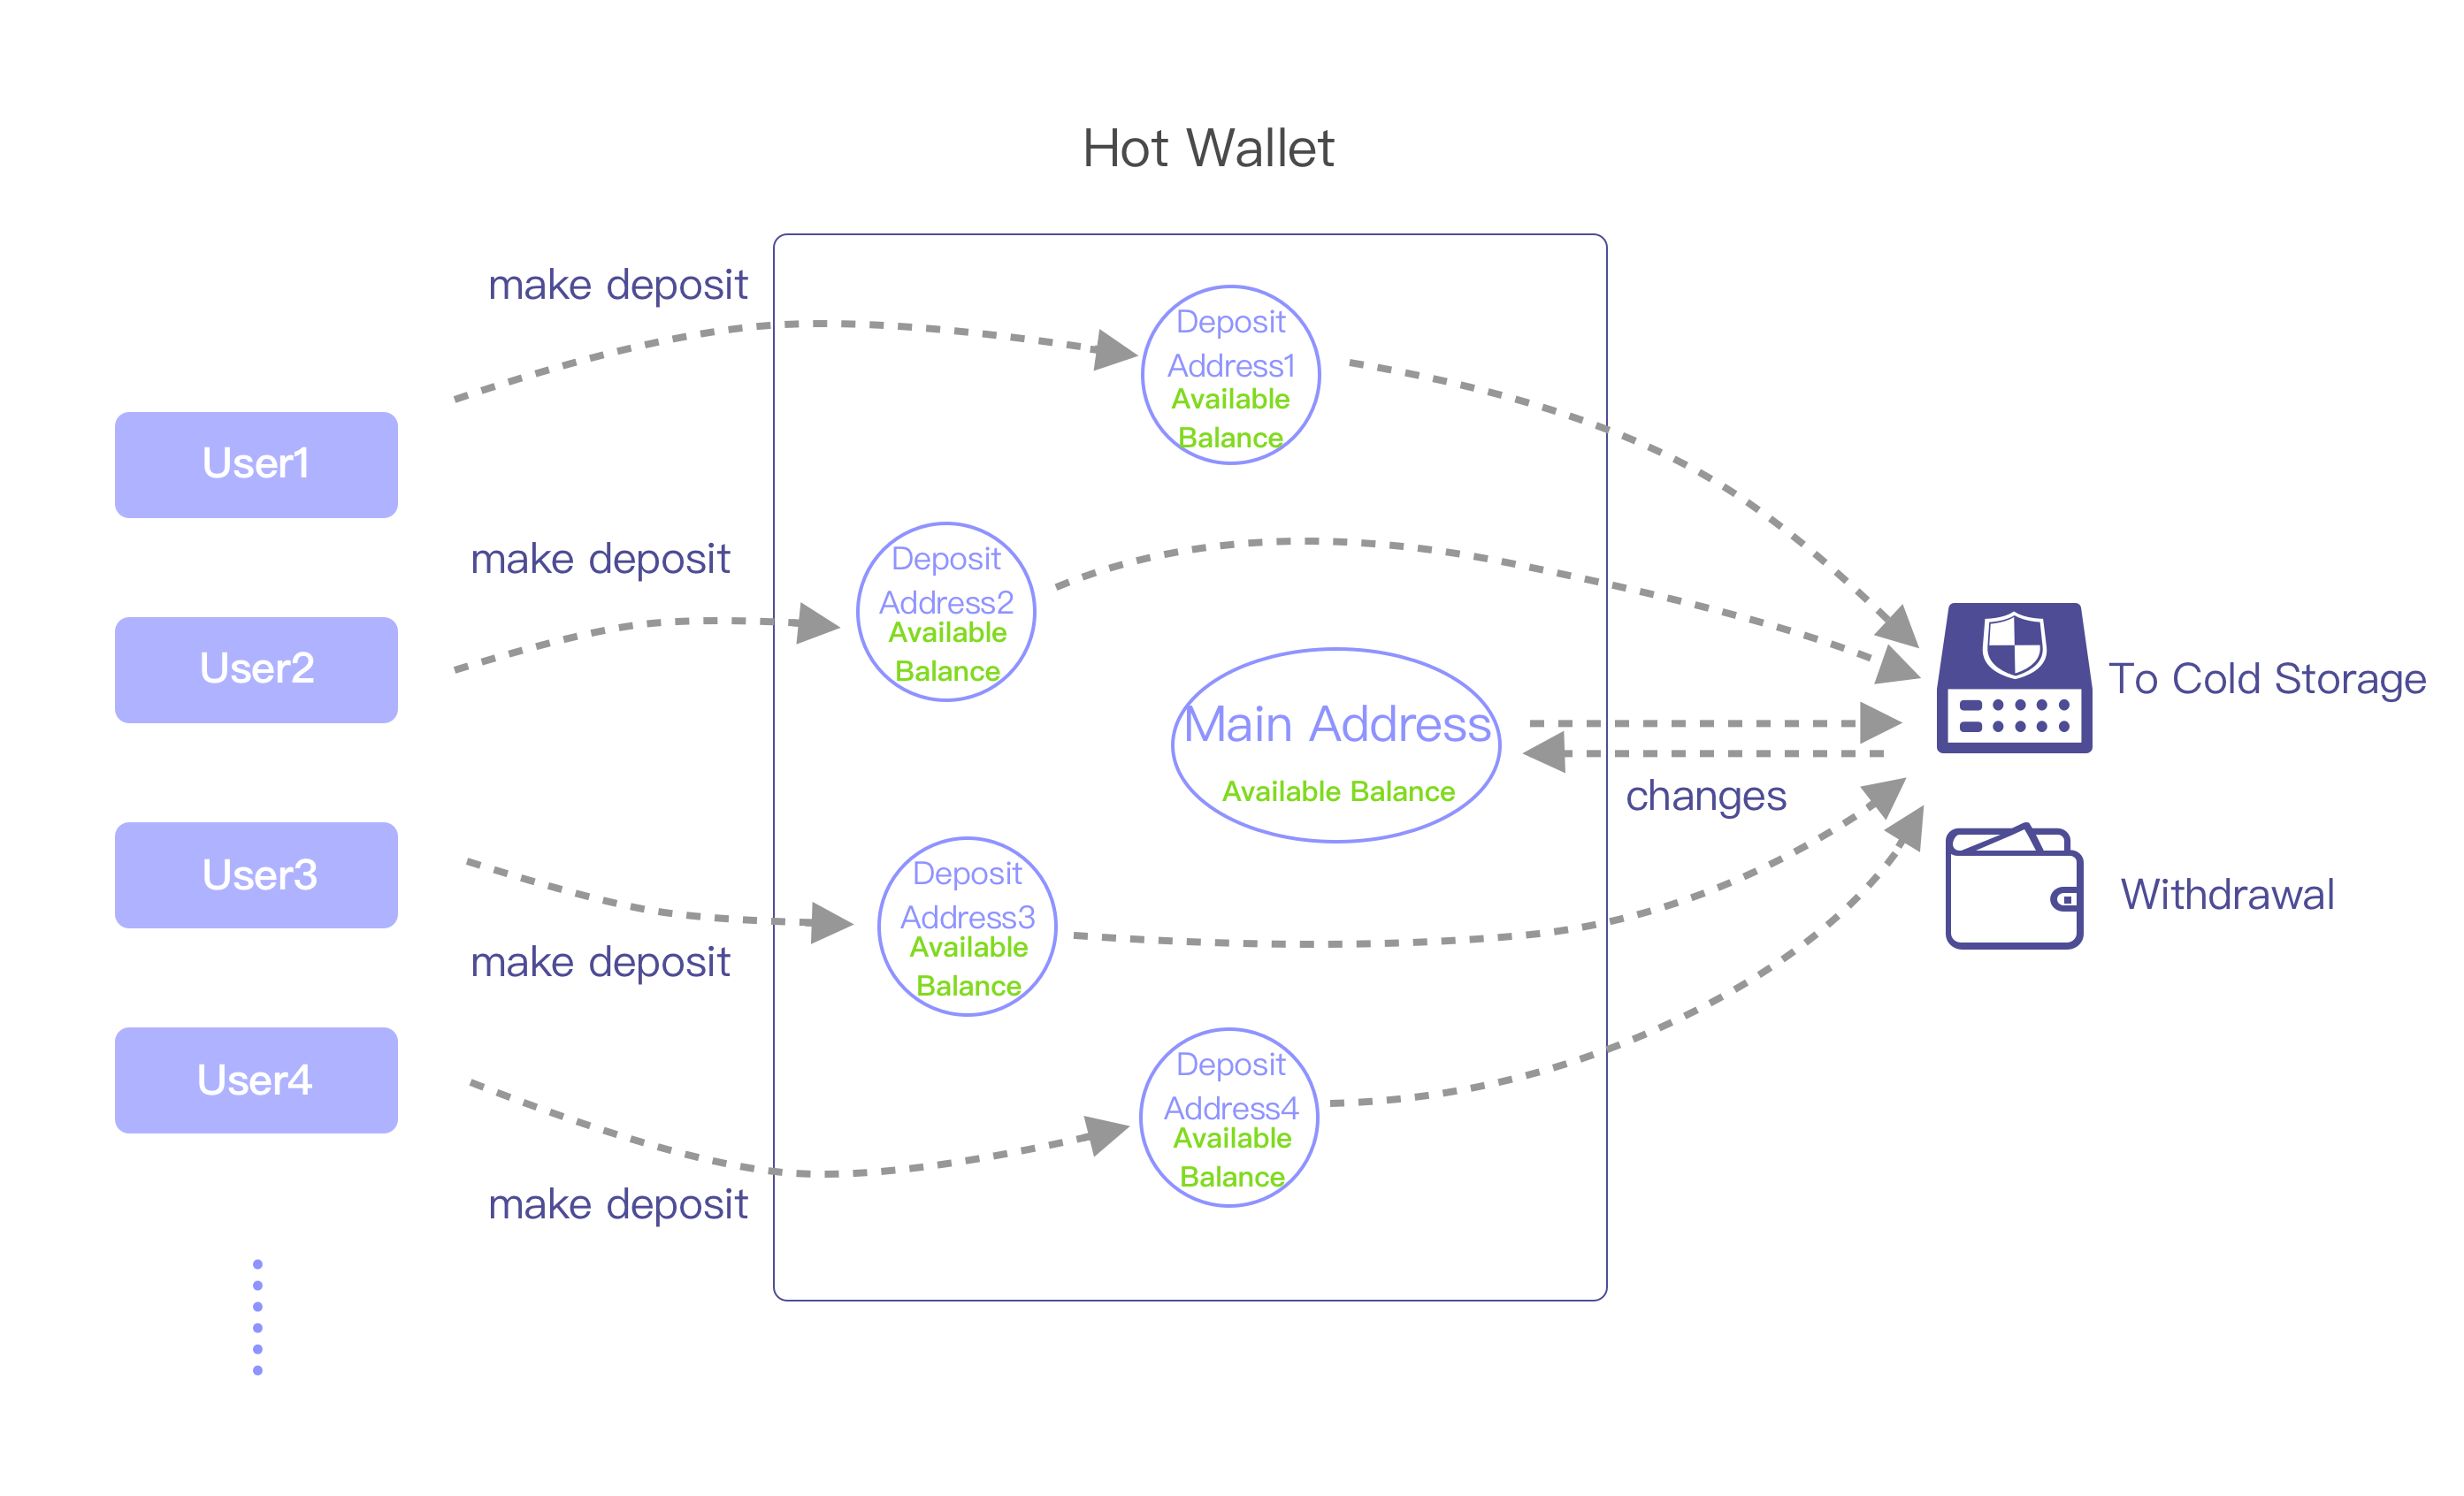 Hot Wallet
make deposit
Deposit
Address1
Available
Balance
User1
make deposit
Deposit
Address2
Available
Balance
User2
Main Address
Available Balance
To Cold Storage
changes
User3
make deposit
Deposit
Address3
Available
Balance
Withdrawal
User4
make deposit
Deposit
Address4
Available
Balance